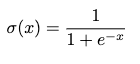 σ(x) = 1 / (1 + e^{-x})